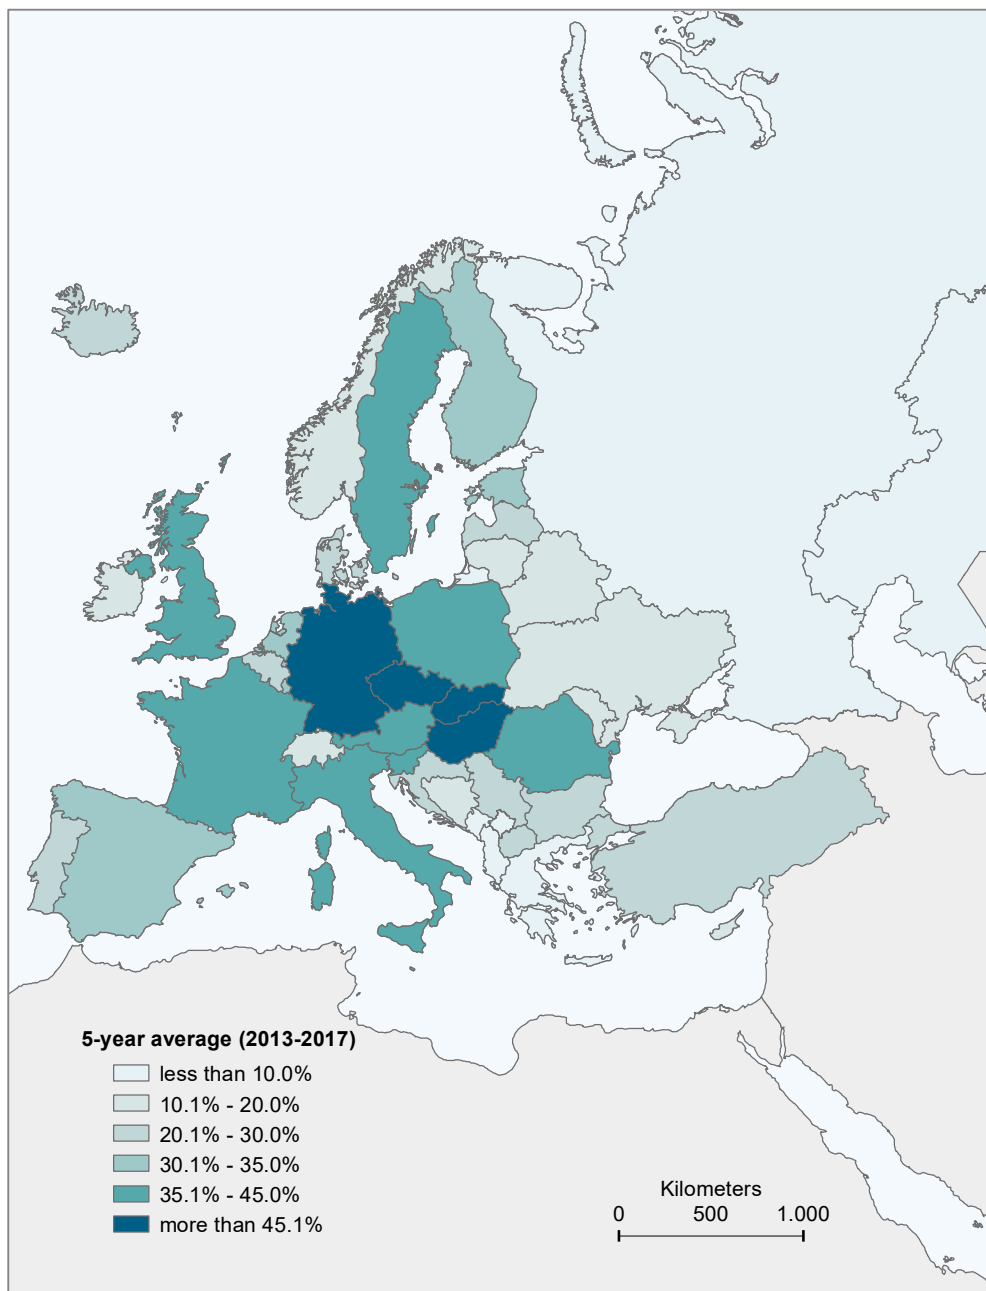 5-year average (2013-2017)
less than 10.0%
10.1% - 20.0%
20.1% - 30.0%
30.1% - 35.0%
35.1% - 45.0%
more than 45.1%
Kilometers
0 500 1.000